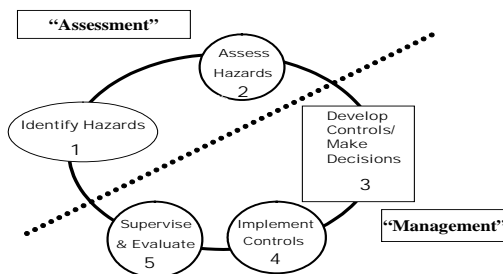 “Assessment”
Assess
Hazards
2
Identify Hazards
1
Develop
Controls/
Make
Decisions
3
“Management”
Implement
Controls
4
Supervise
& Evaluate
5